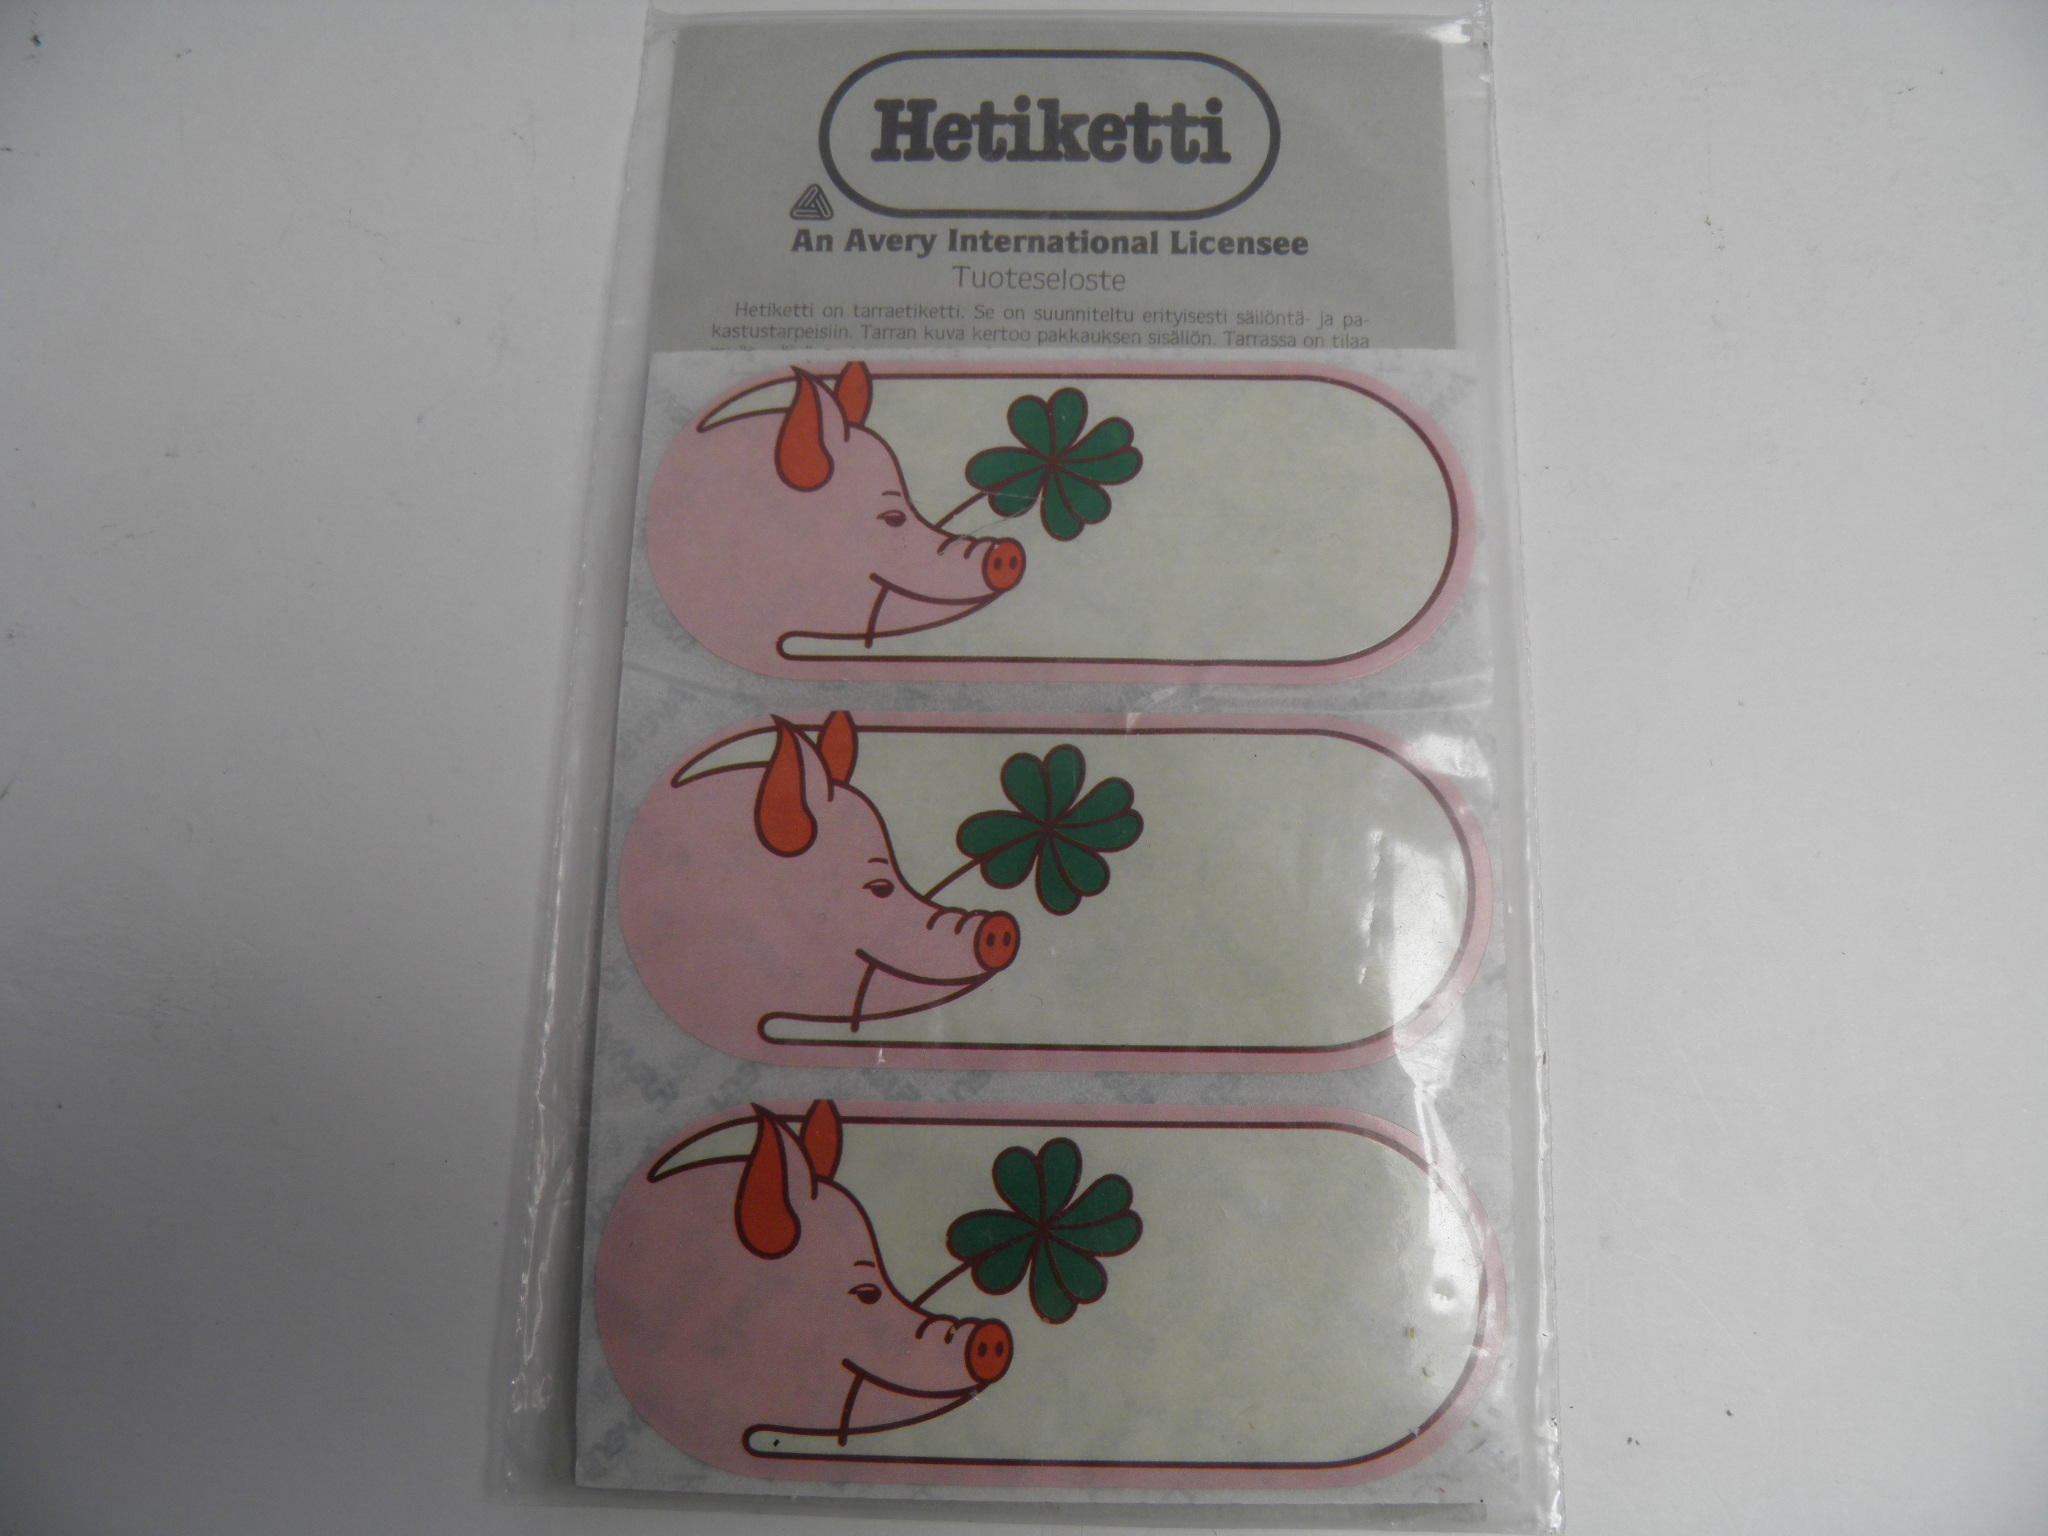 Hetiketti
An Avery International Licensee
Tuoteseloste
Hetiketti on tarraetiketti. Se on suunniteltu erityisesti säilöntä- ja pa-
kastustarpeisiin. Tarran kuva kertoo pakkauksen sisällön. Tarrassa on tilaa